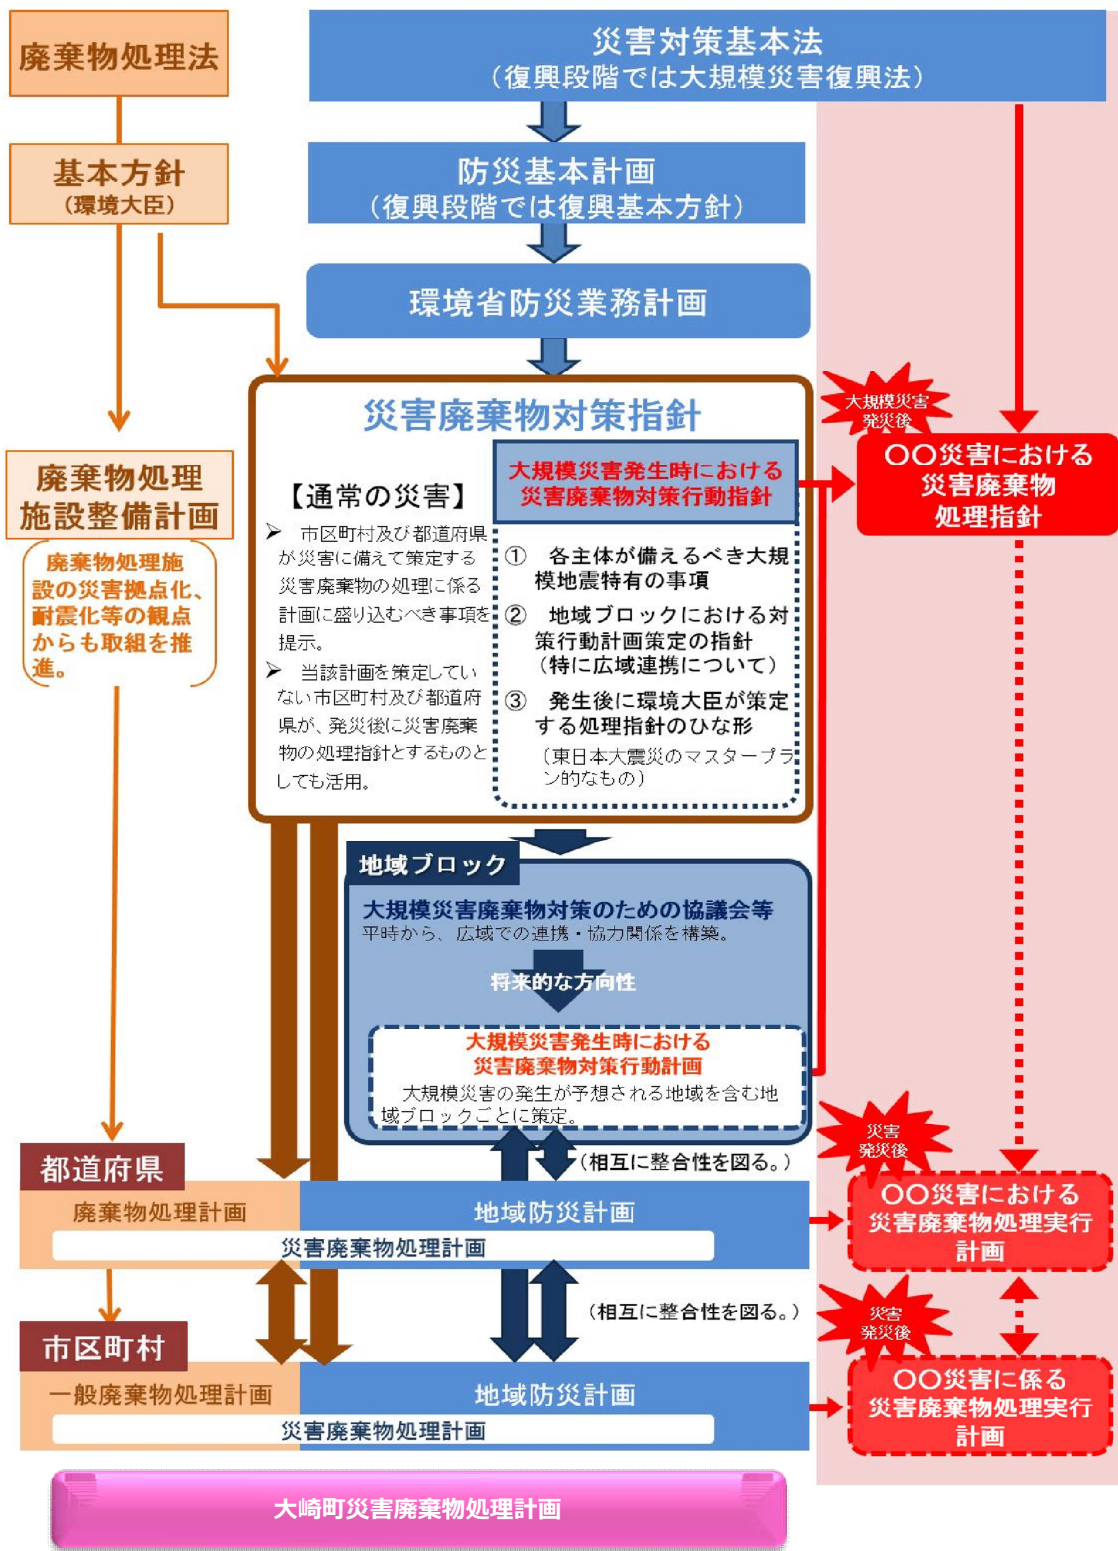 廃棄物処理法
基本方針
（環境大臣）
災害対策基本法
（復興段階では大規模災害復興法）
防災基本計画
（復興段階では復興基本方針）
環境省防災業務計画
廃棄物処理
施設整備計画
廃棄物処理施
設の災害拠点化、
耐震化等の観点
からも取組を推
進。
災害廃棄物対策指針
【通常の災害】
➢ 市区町村及び都道府県
が災害に備えて策定する
災害廃棄物の処理に係る
計画に盛り込むべき事項を
提示。
➢ 当該計画を策定してい
ない市区町村及び都道府
県が、発災後に災害廃棄
物の処理指針とするものと
しても活用。
大規模災害発生時における
災害廃棄物対策行動指針
① 各主体が備えるべき大規
模地震特有の事項
② 地域ブロックにおける対
策行動計画策定の指針
（特に広域連携について）
③ 発生後に環境大臣が策定
する処理指針のひな形
（東日本大震災のマスタープラ
ン的なもの）
大規模災害
発災後
〇〇災害における
災害廃棄物
処理指針
地域ブロック
大規模災害廃棄物対策のための協議会等
平時から、広域での連携・協力関係を構築。
将来的な方向性
大規模災害発生時における
災害廃棄物対策行動計画
大規模災害の発生が予想される地域を含む地
域ブロックごとに策定。
（相互に整合性を図る。）
都道府県
廃棄物処理計画
地域防災計画
災害廃棄物処理計画
災害
発災後
〇〇災害における
災害廃棄物処理実行
計画
（相互に整合性を図る。）
市区町村
一般廃棄物処理計画
地域防災計画
災害廃棄物処理計画
災害
発災後
〇〇災害に係る
災害廃棄物処理実行
計画
大崎町災害廃棄物処理計画